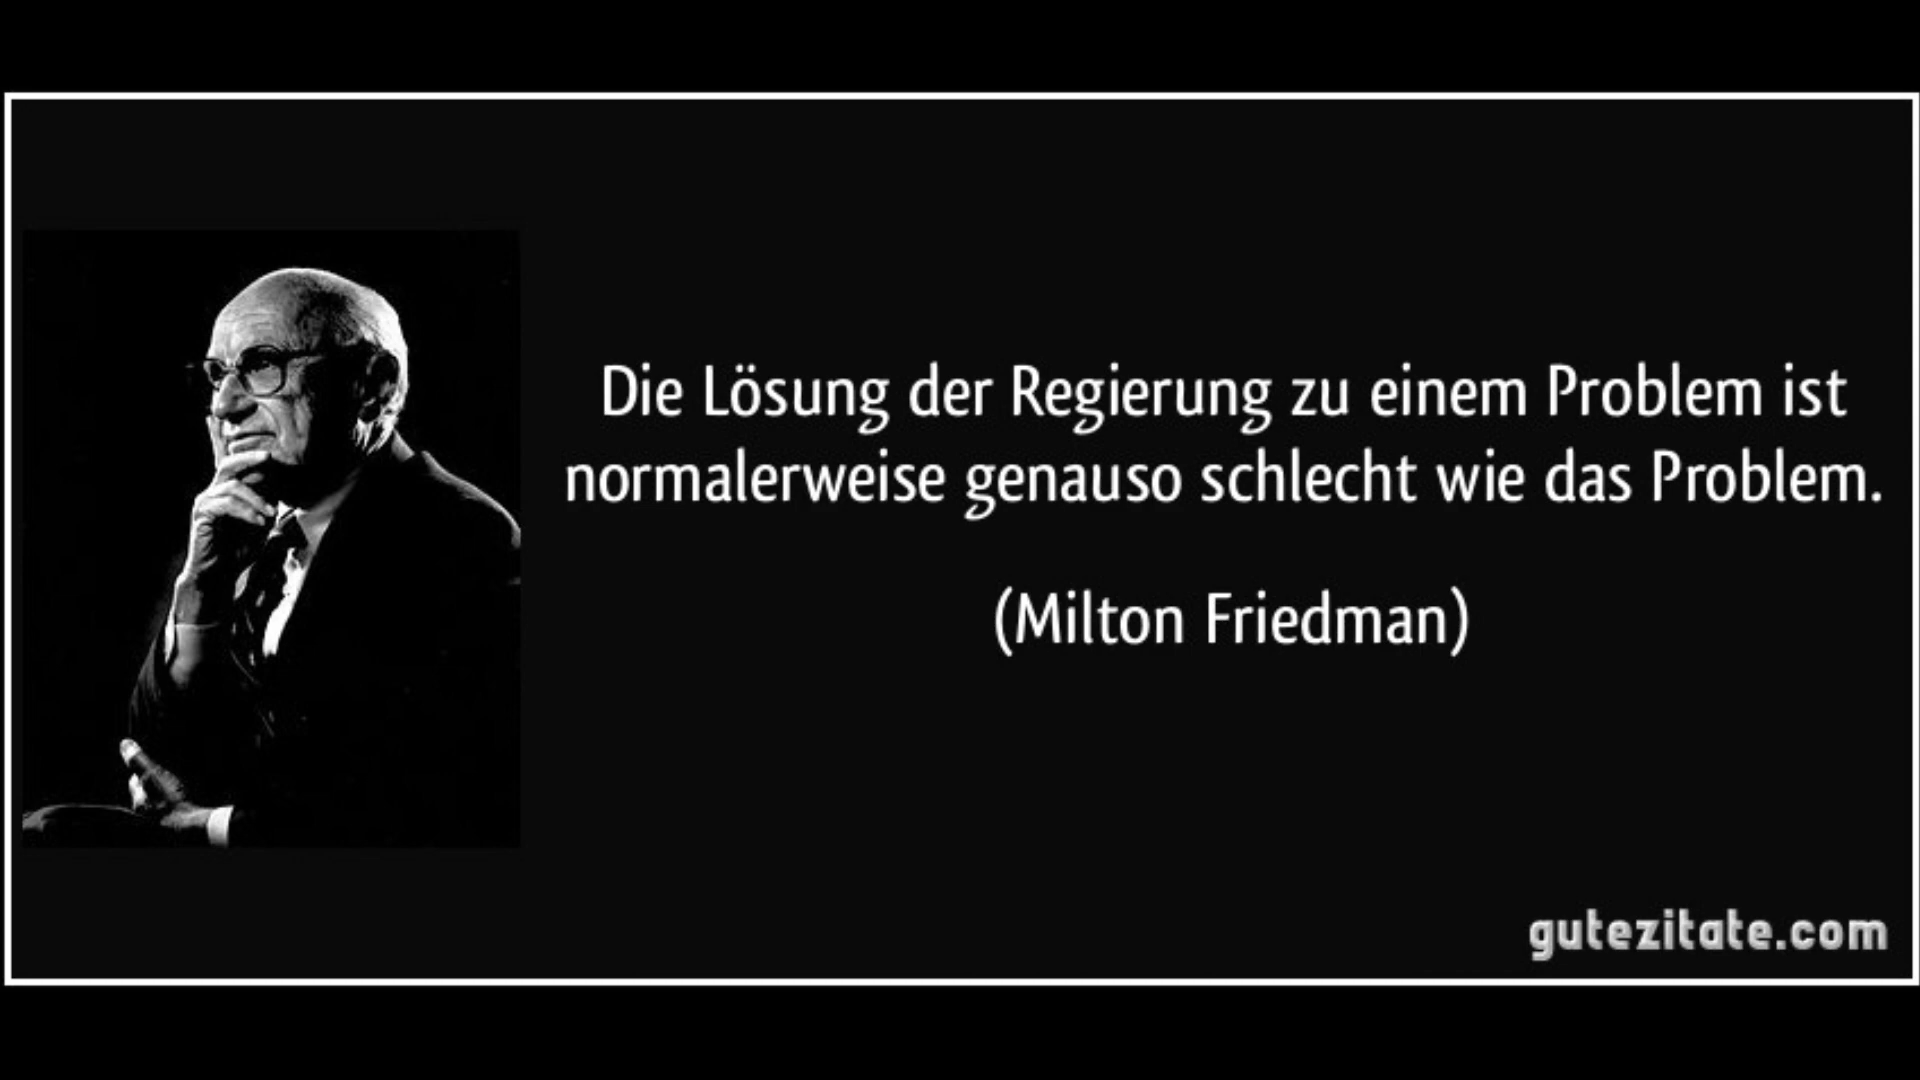 Die Lösung der Regierung zu einem Problem ist
normalerweise genauso schlecht wie das Problem.
(Milton Friedman)
gutezitate.com